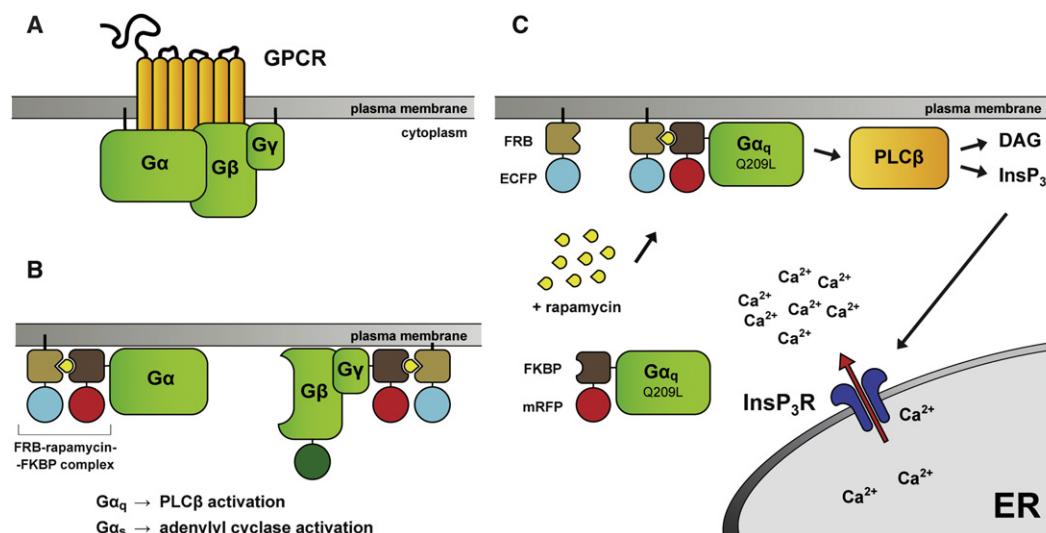 A
GPCR
plasma membrane
cytoplasm
Gα
Gβ
Gγ
B
plasma membrane
Gα
Gβ
Gγ
FRB-rapamycin-
-FKBP complex
Gαq → PLCβ activation
Gαs → adenylyl cyclase activation
C
plasma membrane
FRB
ECFP
Gαq
Q209L
PLCβ
DAG
InsP3
+ rapamycin
Ca2+
Ca2+
Ca2+
Ca2+
Ca2+
Ca2+
Ca2+
FKBP
mRFP
Gαq
Q209L
InsP3R
Ca2+
Ca2+
Ca2+
ER